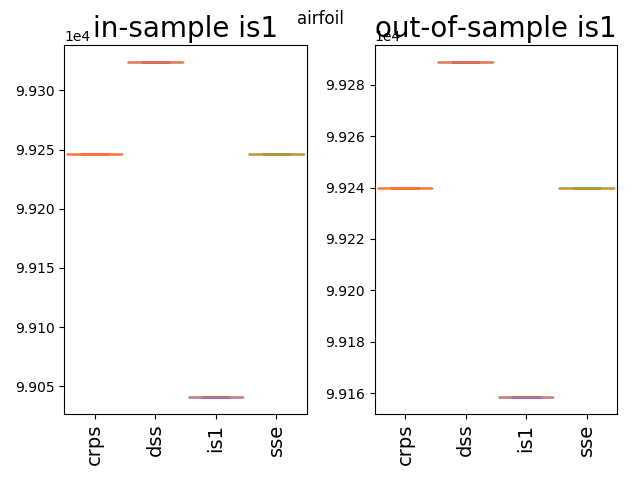 airfoil
in-sample is1
1e4
9.930
9.925
9.920
9.915
9.910
9.905
crps
dss
is1
sse
out-of-sample is1
1e4
9.928
9.926
9.924
9.922
9.920
9.918
9.916
crps
dss
is1
sse